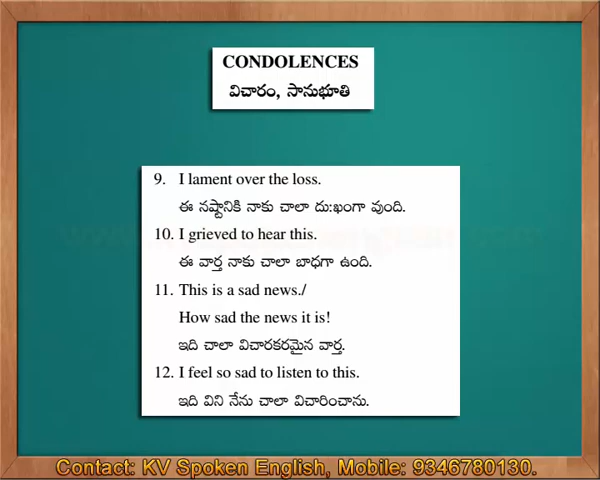 CONDOLENCES
విచారం, సానుభూతి
9. I lament over the loss.
ఈ నష్టానికి నాకు చాలా దు:ఖంగా వుంది.
10. I grieved to hear this.
ఈ వార్త నాకు చాలా బాధగా ఉంది.
11. This is a sad news./
How sad the news it is!
ఇది చాలా విచారకరమైన వార్త.
12. I feel so sad to listen to this.
ఇది విని నేను చాలా విచారించాను.
Contact: KV Spoken English, Mobile: 9346780130.